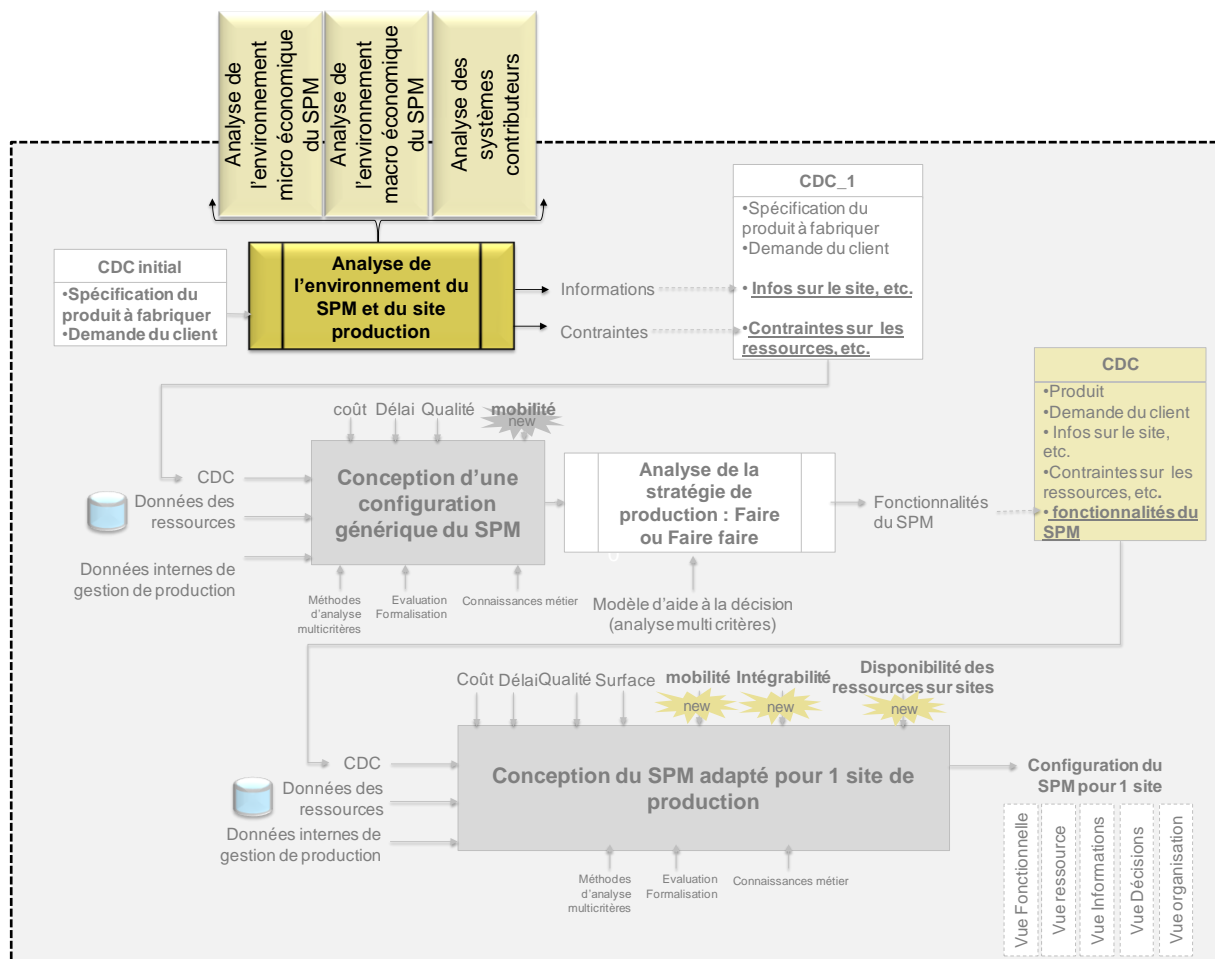 Analyse de
l'environnement
micro économique
du SPM
Analyse de
l'environnement
macro économique
du SPM
Analyse des
systèmes
contributeurs
CDC initial
•Spécification du
produit à fabriquer
•Demande du client
Analyse de
l'environnement du
SPM et du site
production
Informations
Contraintes
CDC_1
•Spécification du
produit à fabriquer
•Demande du client
• Infos sur le site, etc.
•Contraintes sur les
ressources, etc.
CDC
•Produit
•Demande du client
• Infos sur le site,
etc.
•Contraintes sur les
ressources, etc.
• fonctionnalités du
SPM
coût Délai Qualité mobilité
new
CDC
Données des
ressources
Données internes de
gestion de production
Conception d'une
configuration
générique du SPM
Méthodes
d'analyse
multicritères
Evaluation
Formalisation
Connaissances métier
Analyse de la
stratégie de
production : Faire
ou Faire faire
Modèle d'aide à la décision
(analyse multi critères)
Fonctionnalités
du SPM
Coût Délai Qualité Surface mobilité Intégrabilité
Disponibilité des
ressources sur sites
new
new
new
CDC
Données des
ressources
Données internes de
gestion de production
Conception du SPM adapté pour 1 site de
production
Méthodes
d'analyse
multicritères
Evaluation
Formalisation
Connaissances métier
Configuration du
SPM pour 1 site
Vue Fonctionnelle
Vue ressource
Vue Informations
Vue Décisions
Vue organisation